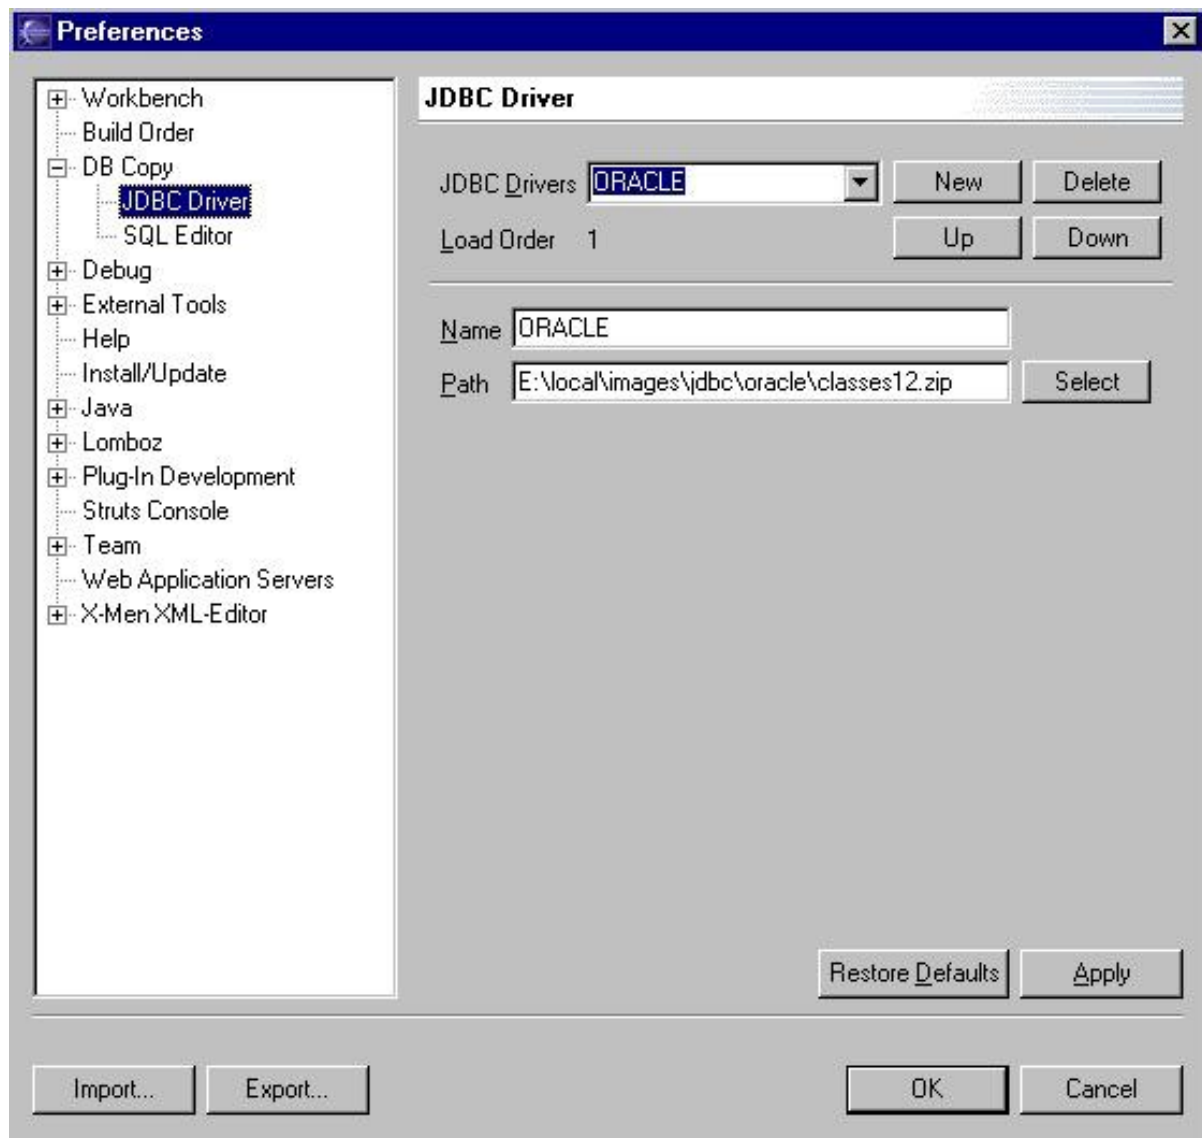 Preferences
Workbench
Build Order
DB Copy
JDBC Driver
SQL Editor
Debug
External Tools
Help
Install/Update
Java
Lomboz
Plug-In Development
Struts Console
Team
Web Application Servers
X-Men XML-Editor
JDBC Driver
JDBC Drivers ORACLE New Delete
Load Order 1 Up Down
Name ORACLE
Path E:\local\images\jdbc\oracle\classes12.zip Select
Restore Defaults Apply
Import... Export... OK Cancel